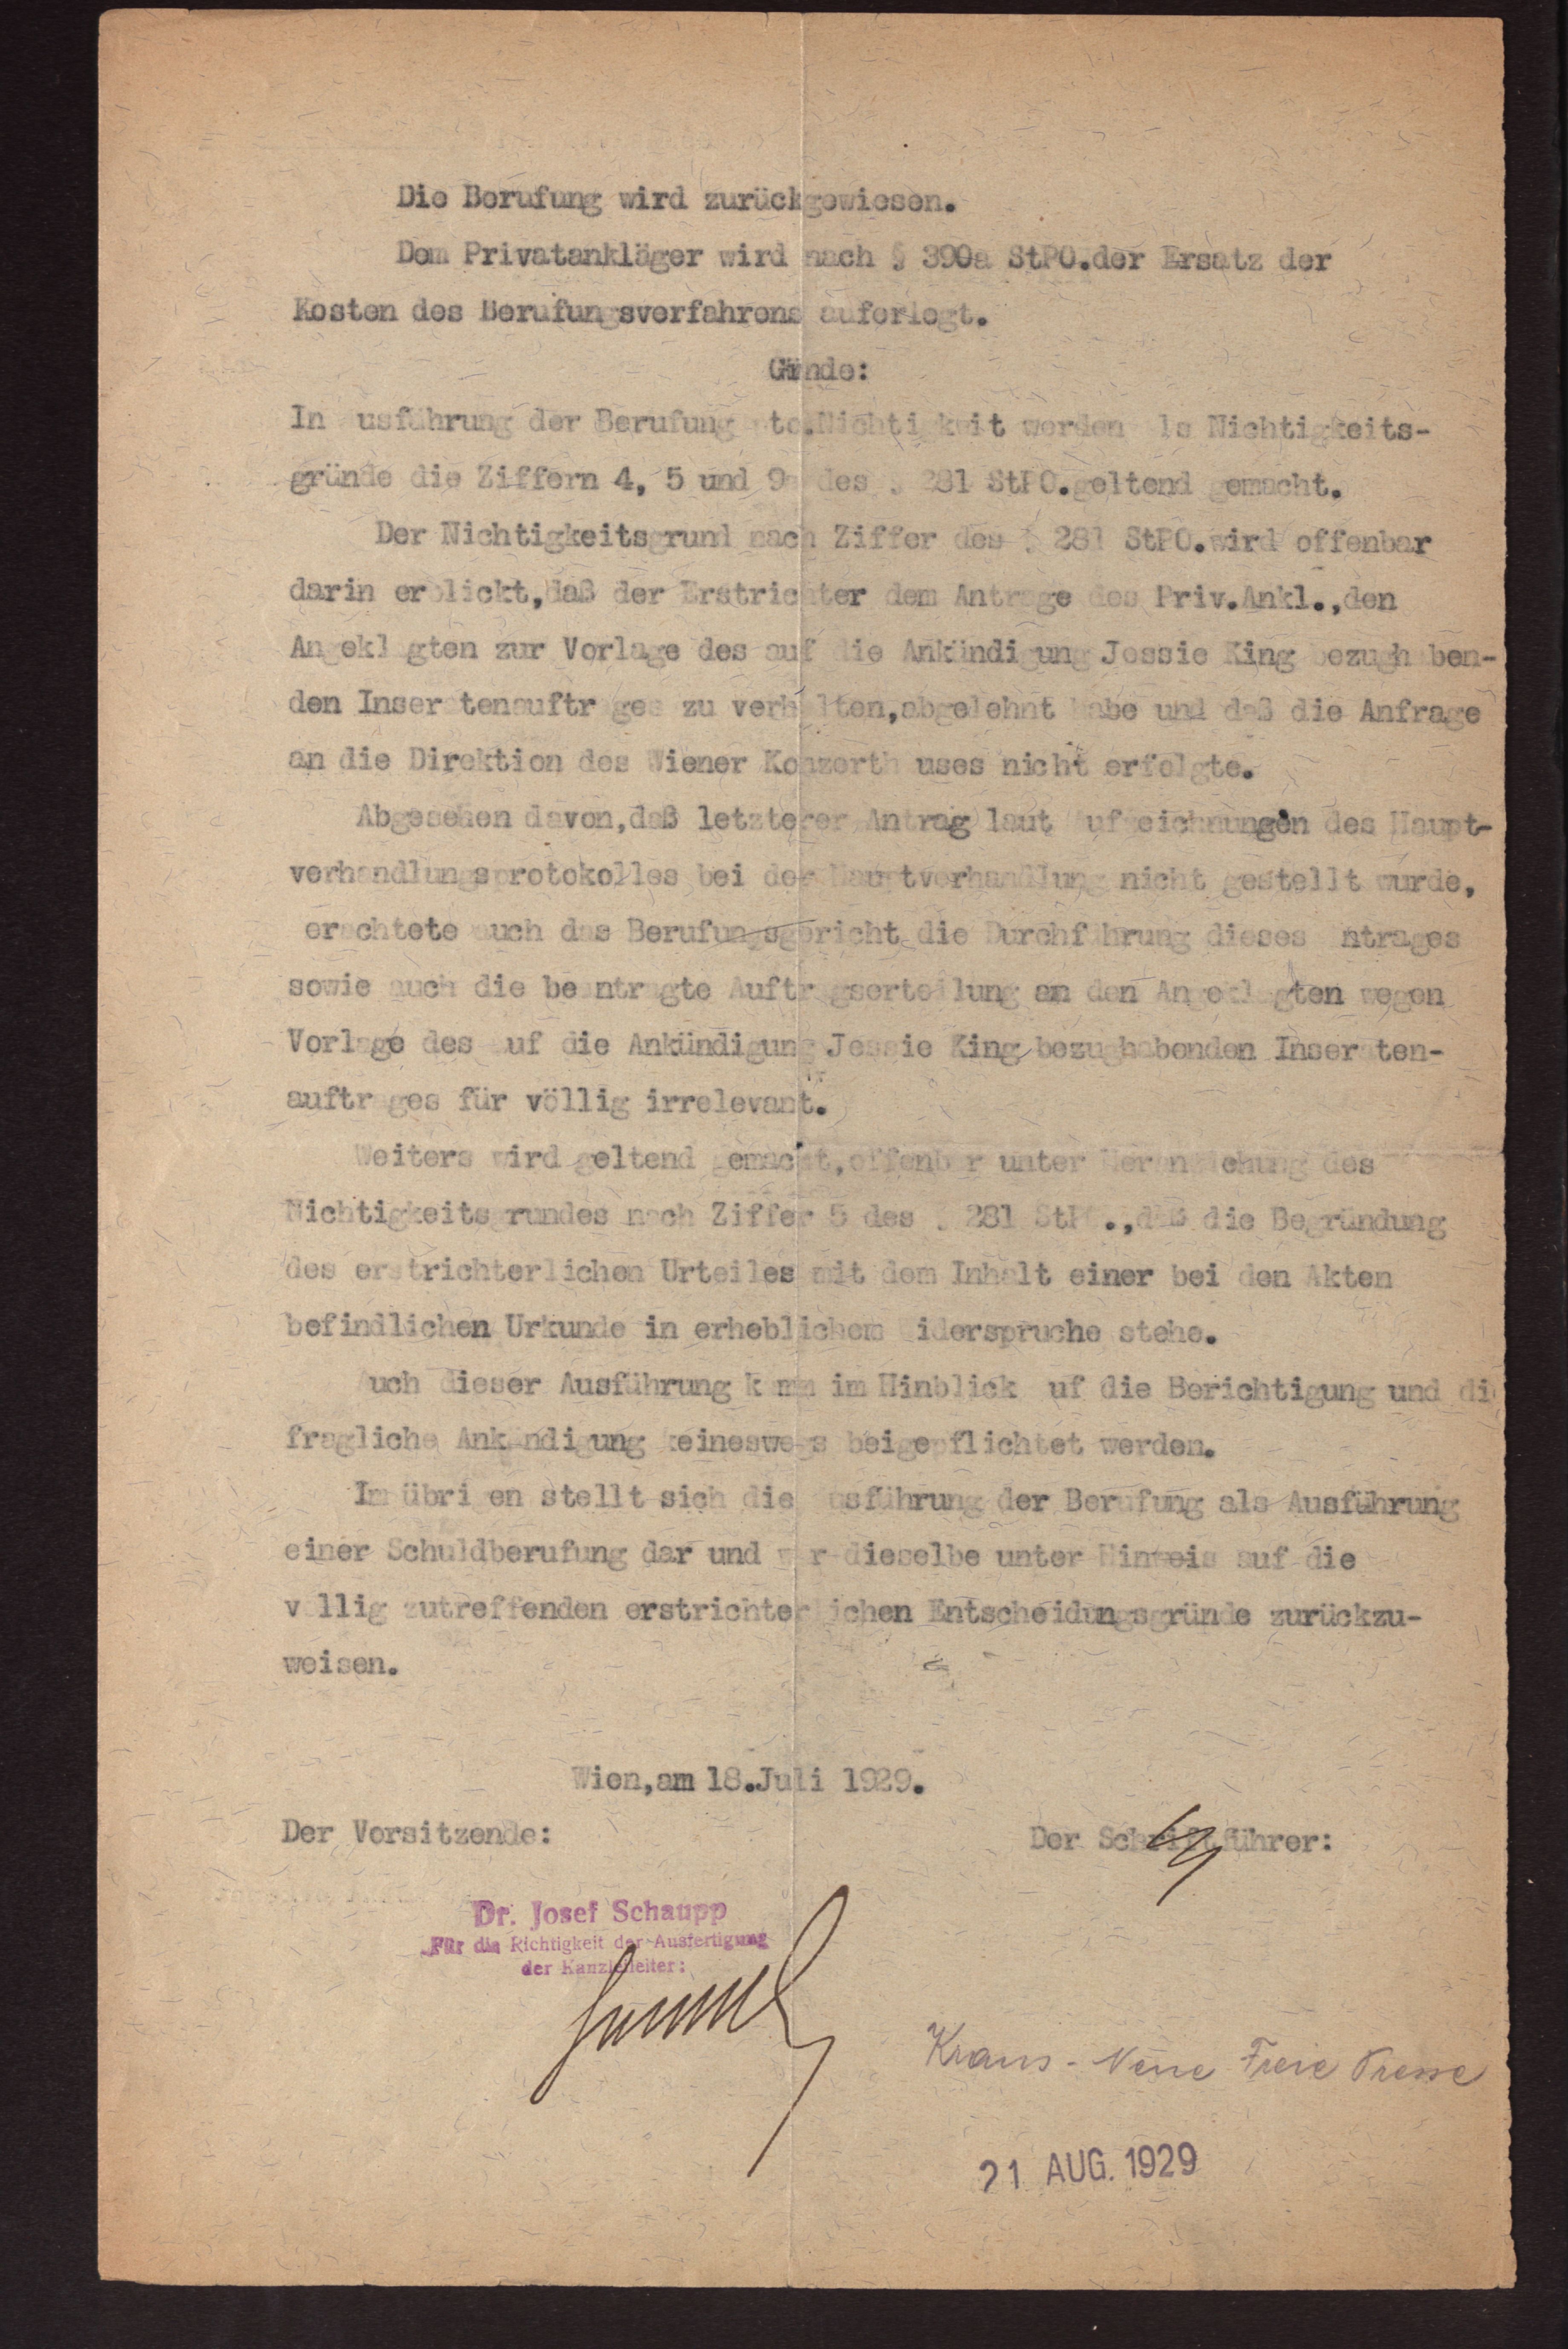 Die Berufung wird zurückgewiesen.
Dem Privatankläger wird nach § 390a StPO.der Ersatz der
Kosten des Berufungsverfahrens auferlegt.
Gründe:
In Ausführung der Berufung pto.Nichtigkeit werden als Nichtigkeits-
gründe die Ziffern 4, 5 und 9a des § 281 StPO.geltend gemacht.
Der Nichtigkeitsgrund nach Ziffer des § 281 StPO.wird offenbar
darin erblickt,daß der Erstrichter dem Antrage des Priv.Ankl.,den
Angeklagten zur Vorlage des auf die Ankündigung Jessie King bezughaben-
den Inseratenauftrages zu verhalten,abgelehnt habe und daß die Anfrage
an die Direktion des Wiener Konzerthauses nicht erfolgte.
Abgesehen davon,daß letzterer Antrag laut Aufzeichnungen des Haupt-
verhandlungsprotokolles bei der Hauptverhandlung nicht gestellt wurde,
erachtete auch das Berufungsgericht die Durchführung dieses Antrages
sowie auch die beantragte Auftragserteilung an den Angeklagten wegen
Vorlage des auf die Ankündigung Jessie King bezughabenden Inseraten-
auftrages für völlig irrelevant.
Weiters wird geltend gemacht,offenbar unter Heranziehung des
Nichtigkeitsgrundes nach Ziffer 5 des § 281 StPO.,daß die Begründung
des erstrichterlichen Urteiles mit dem Inhalt einer bei den Akten
befindlichen Urkunde in erheblichem Widerspruche stehe.
Auch dieser Ausführung kann im Hinblick auf die Berichtigung und die
fragliche Ankündigung keineswegs beigepflichtet werden.
Im übrigen stellt sich die Ausführung der Berufung als Ausführung
einer Schuldberufung dar und war dieselbe unter Hinweis auf die
völlig zutreffenden erstrichterlichen Entscheidungsgründe zurückzu-
weisen.
Wien,am 18.Juli 1929.
Der Vorsitzende:
Der Schriftführer:
Dr. Josef Schaupp
Für die Richtigkeit der Ausfertigung
der Kanzleileiter:
Kraus - Neue Freie Presse
21 AUG. 1929